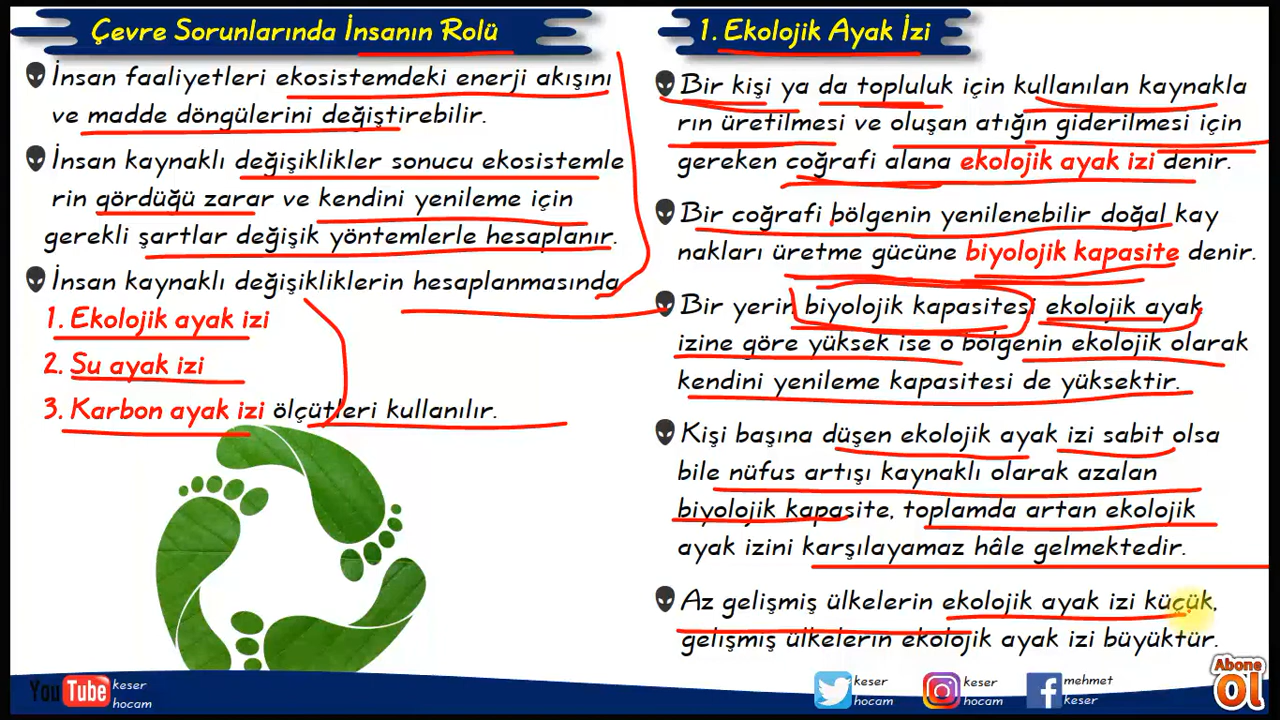 Çevre Sorunlarında İnsanın Rolü
İnsan faaliyetleri ekosistemdeki enerji akışını
ve madde döngülerini değiştirebilir.
İnsan kaynaklı değişiklikler sonucu ekosistemle
rin gördüğü zarar ve kendini yenileme için
gerekli şartlar değişik yöntemlerle hesaplanır.
İnsan kaynaklı değişikliklerin hesaplanmasında
1. Ekolojik ayak izi
2. Su ayak izi
3. Karbon ayak izi ölçütleri kullanılır.
1. Ekolojik Ayak İzi
Bir kişi ya da topluluk için kullanılan kaynakla
rın üretilmesi ve oluşan atığın giderilmesi için
gereken coğrafi alana ekolojik ayak izi denir.
Bir coğrafi bölgenin yenilenebilir doğal kay
nakları üretme gücüne biyolojik kapasite denir.
Bir yerin biyolojik kapasitesi ekolojik ayak
izine göre yüksek ise o bölgenin ekolojik olarak
kendini yenileme kapasitesi de yüksektir.
Kişi başına düşen ekolojik ayak izi sabit olsa
bile nüfus artışı kaynaklı olarak azalan
biyolojik kapasite, toplamda artan ekolojik
ayak izini karşılayamaz hâle gelmektedir.
Az gelişmiş ülkelerin ekolojik ayak izi küçük,
gelişmiş ülkelerin ekolojik ayak izi büyüktür.
YouTube keser hocam
keser hocam
keser hocam
mehmet keser
Abone Ol